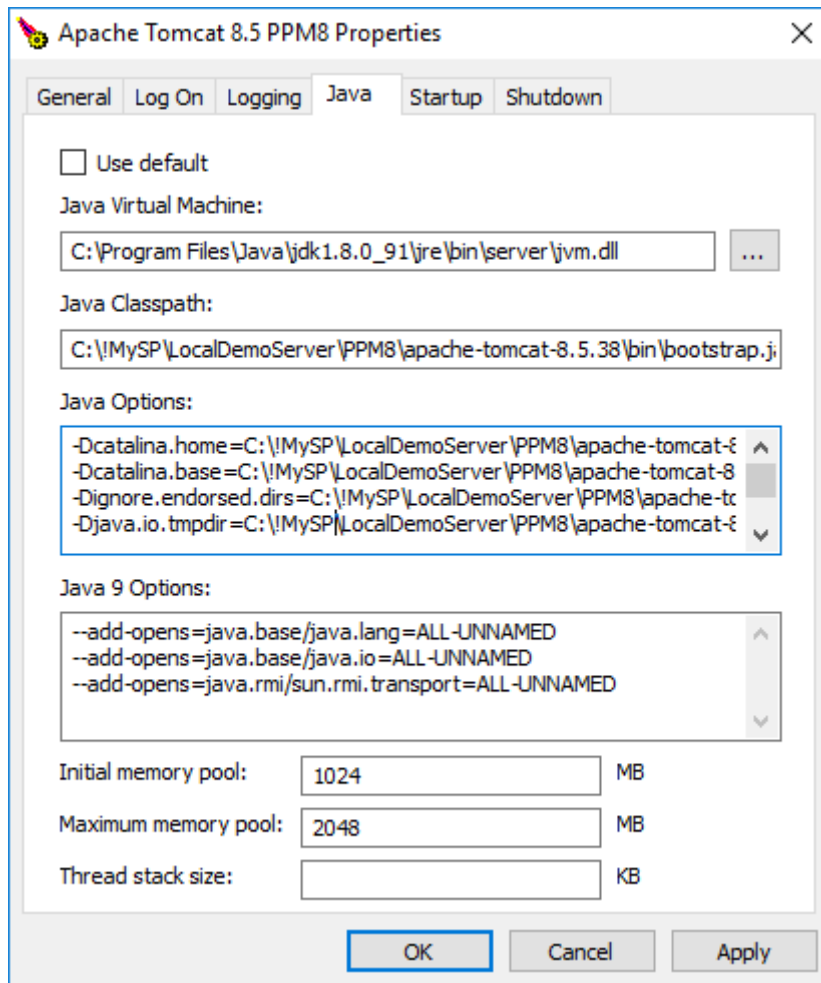 Apache Tomcat 8.5 PPM8 Properties
General Log On Logging Java Startup Shutdown
Use default
Java Virtual Machine:
C:\Program Files\Java\jdk1.8.0_91\jre\bin\server\jvm.dll ...
Java Classpath:
C:\!MySP\LocalDemoServer\PPM8\apache-tomcat-8.5.38\bin\bootstrap.j
Java Options:
-Dcatalina.home=C:\!MySP\LocalDemoServer\PPM8\apache-tomcat-8
-Dcatalina.base=C:\!MySP\LocalDemoServer\PPM8\apache-tomcat-8
-Dignore.endorsed.dirs=C:\!MySP\LocalDemoServer\PPM8\apache-to
-Djava.io.tmpdir=C:\!MySP\LocalDemoServer\PPM8\apache-tomcat-8
Java 9 Options:
--add-opens=java.base/java.lang=ALL-UNNAMED
--add-opens=java.base/java.io=ALL-UNNAMED
--add-opens=java.rmi/sun.rmi.transport=ALL-UNNAMED
Initial memory pool: 1024 MB
Maximum memory pool: 2048 MB
Thread stack size: KB
OK Cancel Apply